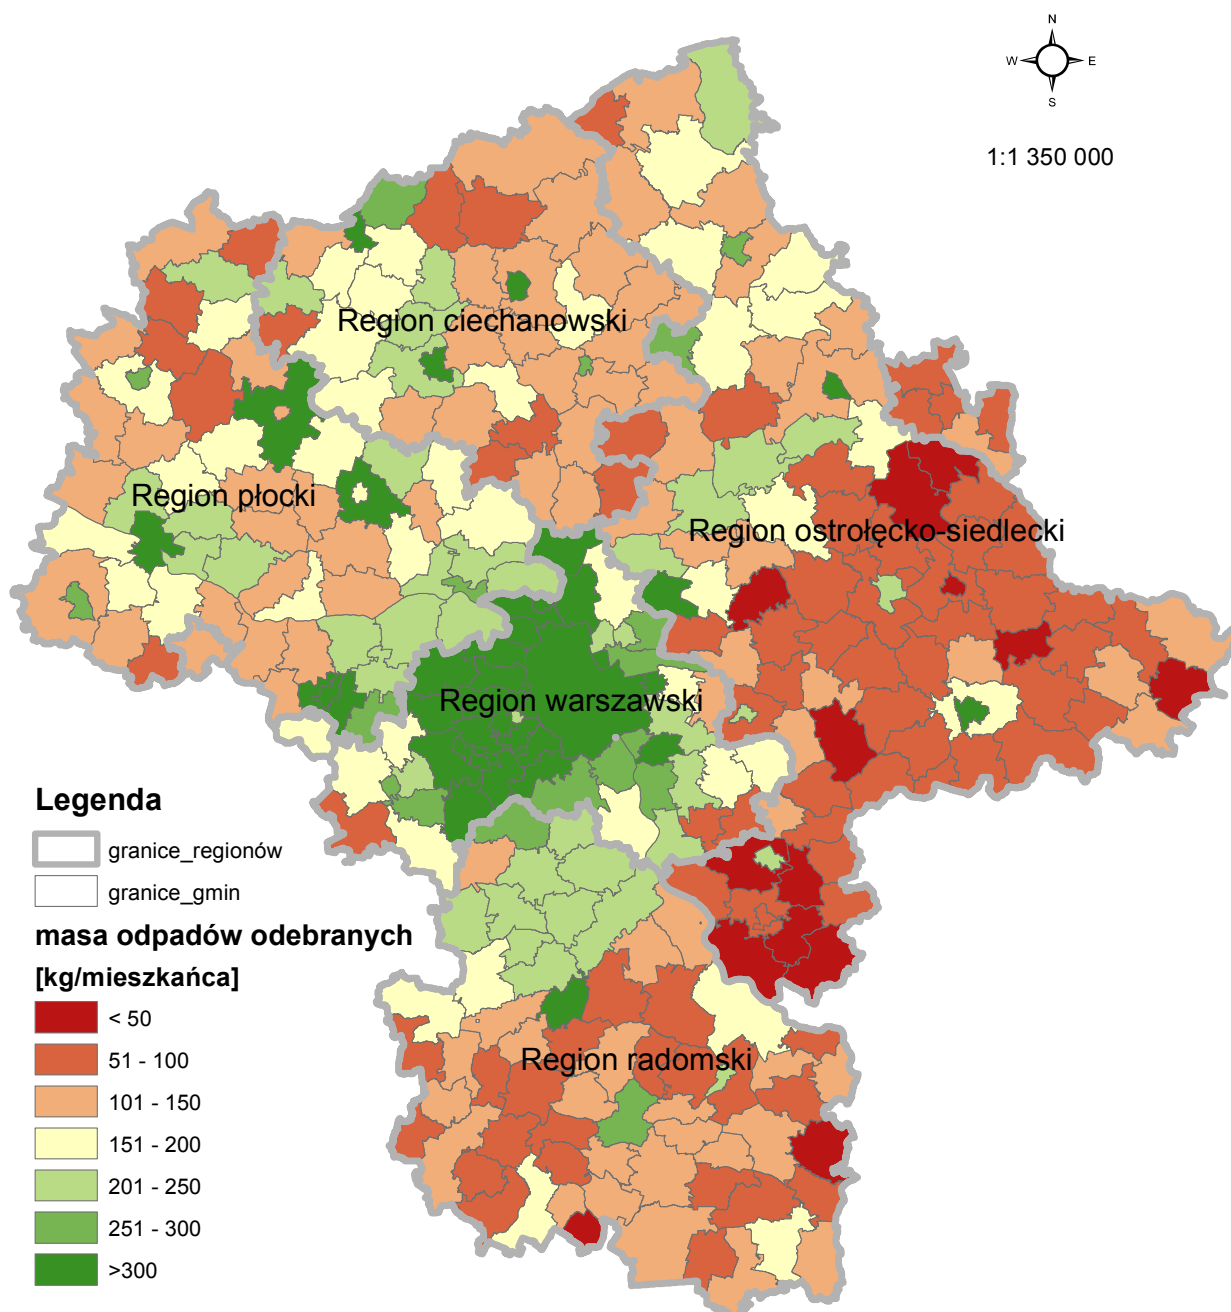 N
W E
S
1:1 350 000
Region ciechanowski
Region płocki
Region ostrołęcko-siedlecki
Region warszawski
Region radomski
Legenda
granice_regionów
granice_gmin
masa odpadów odebranych
[kg/mieszkańca]
< 50
51 - 100
101 - 150
151 - 200
201 - 250
251 - 300
>300